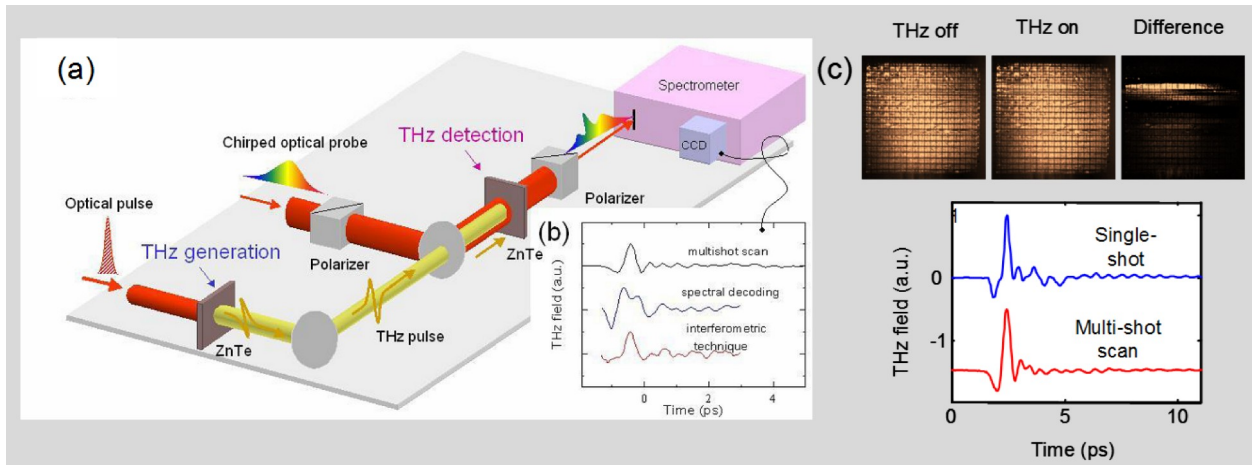 (a)
Spectrometer
CCD
THz detection
Chirped optical probe
Optical pulse
Polarizer
THz generation
Polarizer
ZnTe
ZnTe
THz pulse
(b)
multishot scan
spectral decoding
interferometric
technique
THz field (a.u.)
0 2 4
Time (ps)
(c)
THz off THz on Difference
1
0
-1
THz field (a.u.)
Single-
shot
Multi-shot
scan
0 5 10
Time (ps)